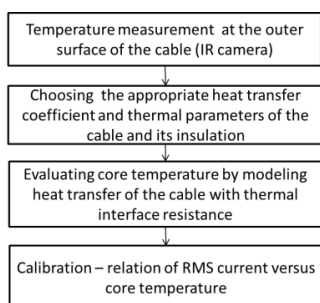 Temperature measurement at the outer
surface of the cable (IR camera)
Choosing the appropriate heat transfer
coefficient and thermal parameters of the
cable and its insulation
Evaluating core temperature by modeling
heat transfer of the cable with thermal
interface resistance
Calibration – relation of RMS current versus
core temperature